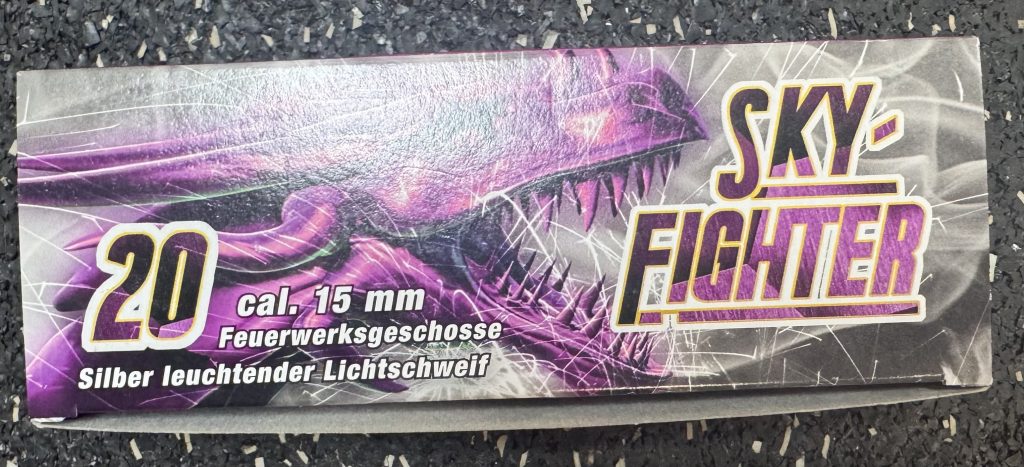 SKY-
FIGHTER
20
cal. 15 mm
Feuerwerksgeschosse
Silber leuchtender Lichtschweif